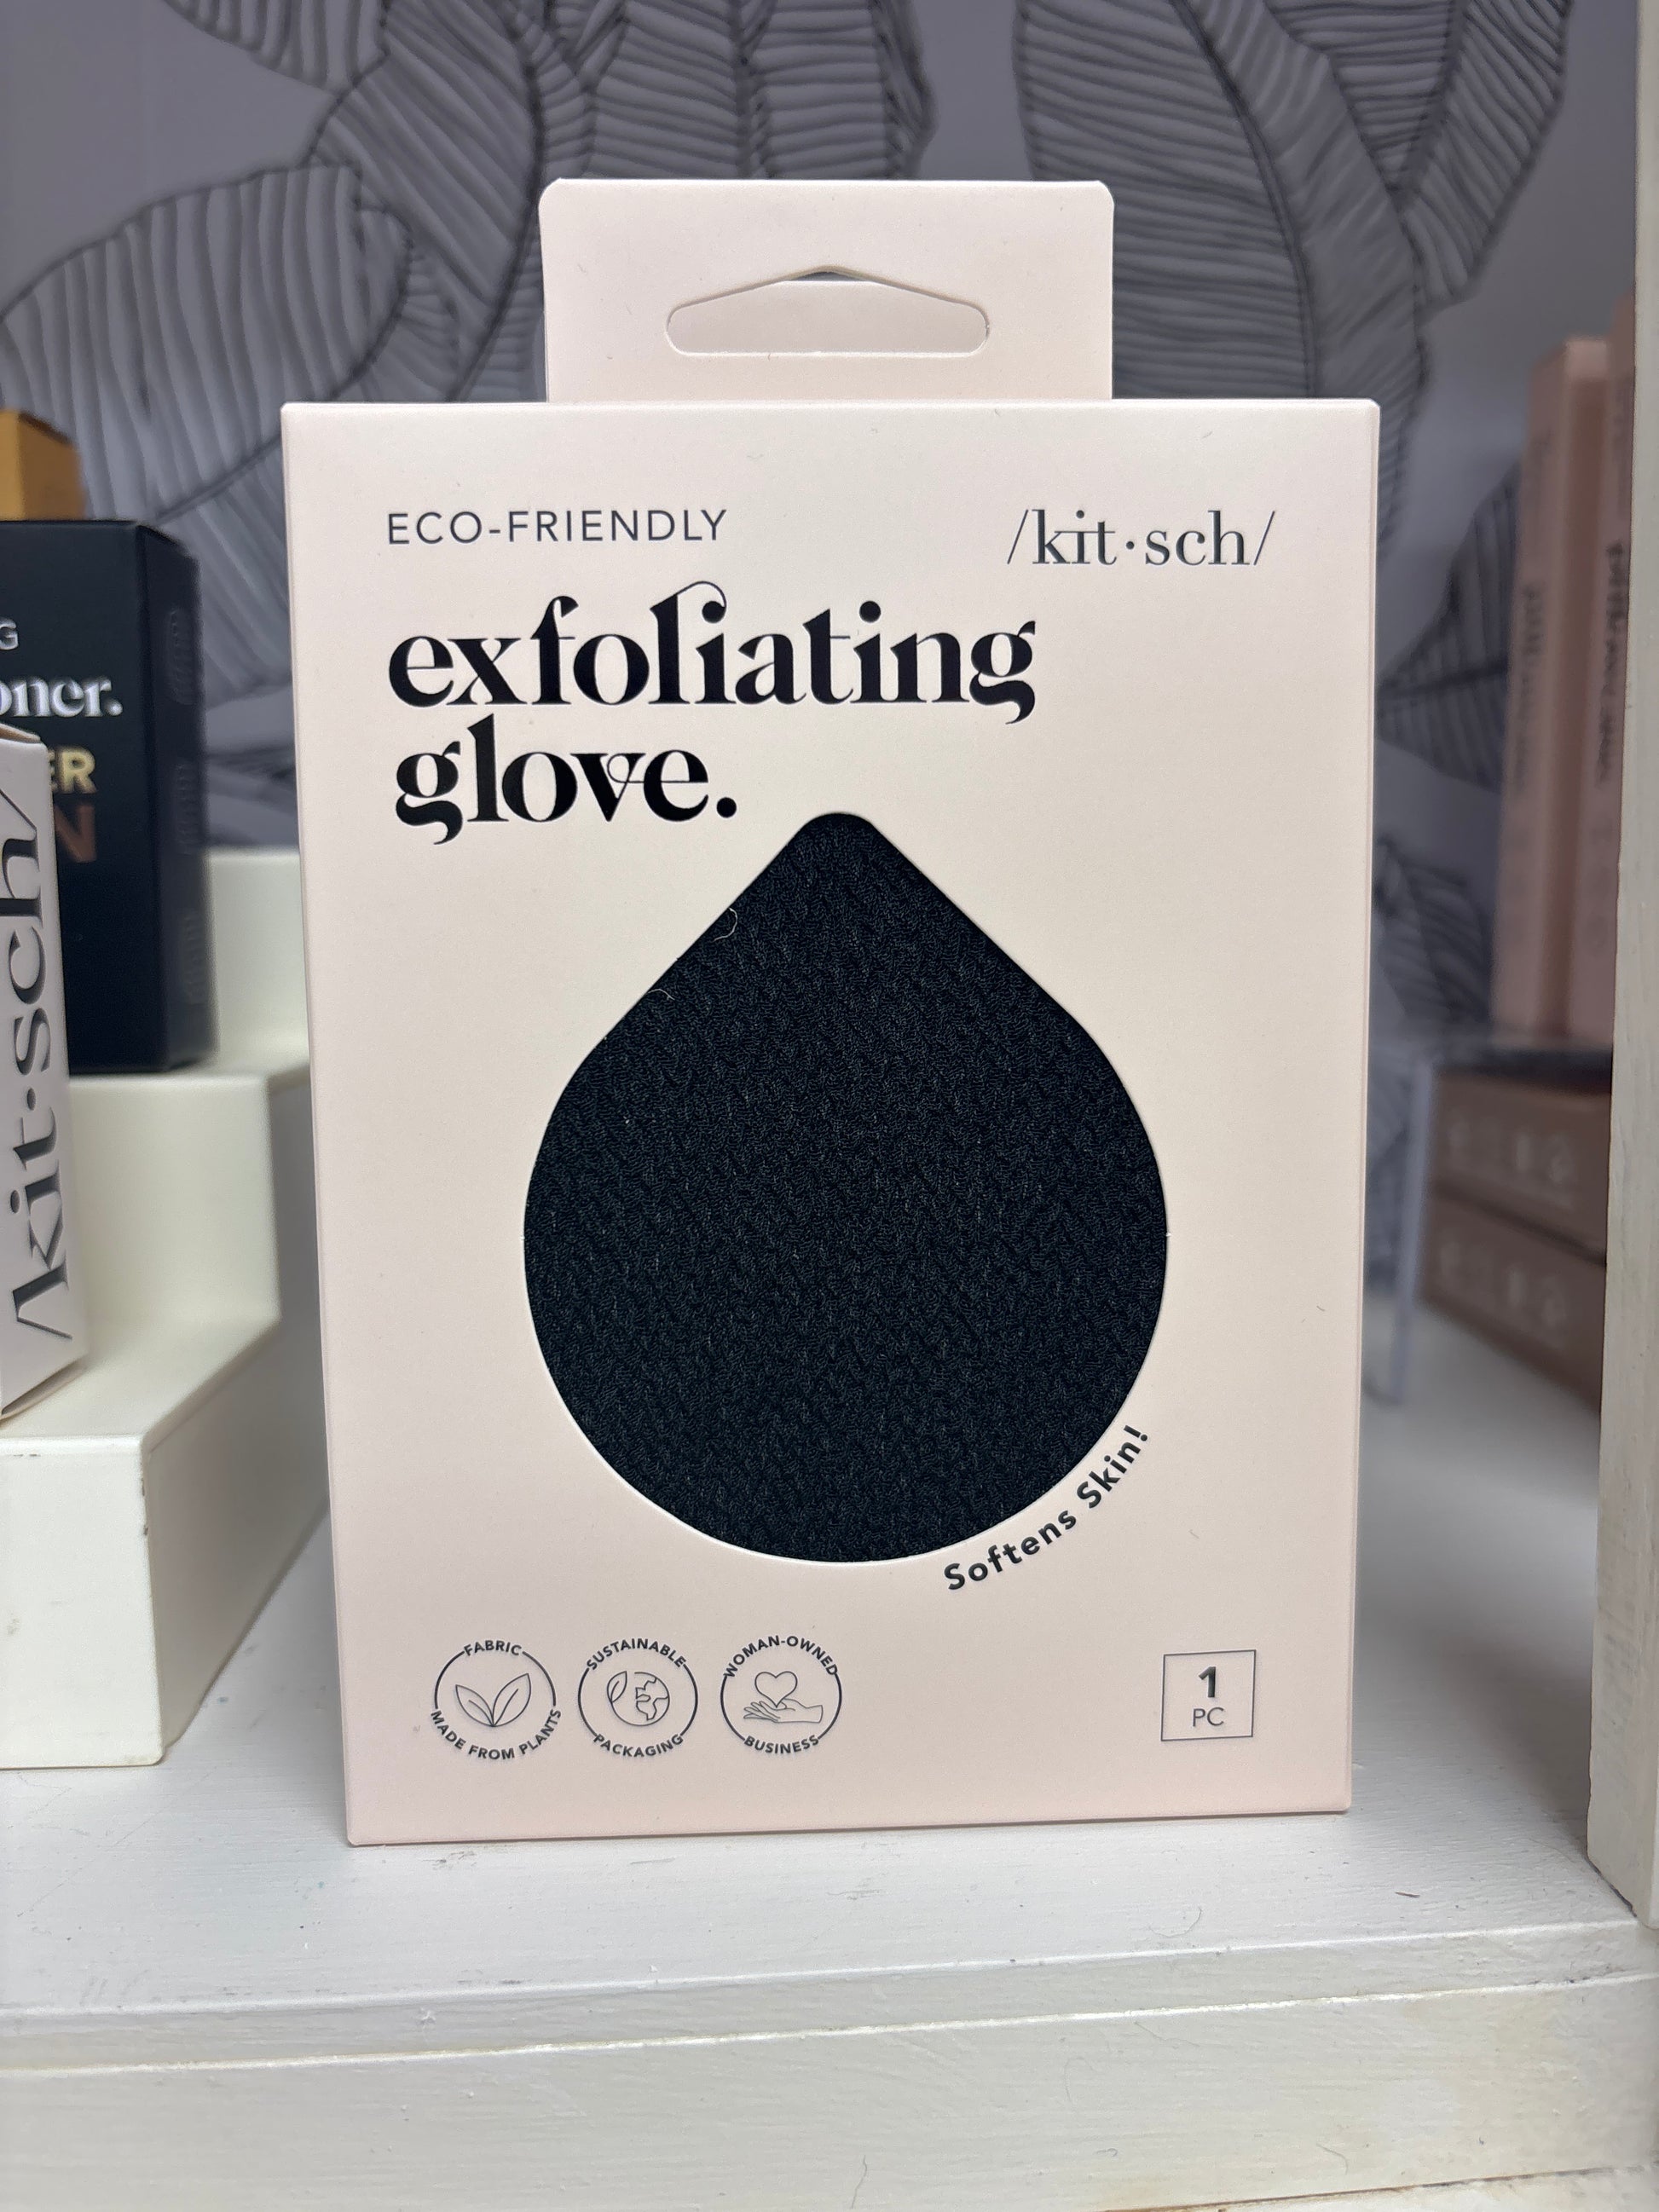 ECO-FRIENDLY
/kit·sch/
exfoliating
glove.
Softens Skin!
FABRIC
MADE FROM PLANTS
SUSTAINABLE
PACKAGING
WOMAN-OWNED
BUSINESS
1
PC
G
oner.
ER
N
/kit·sch/